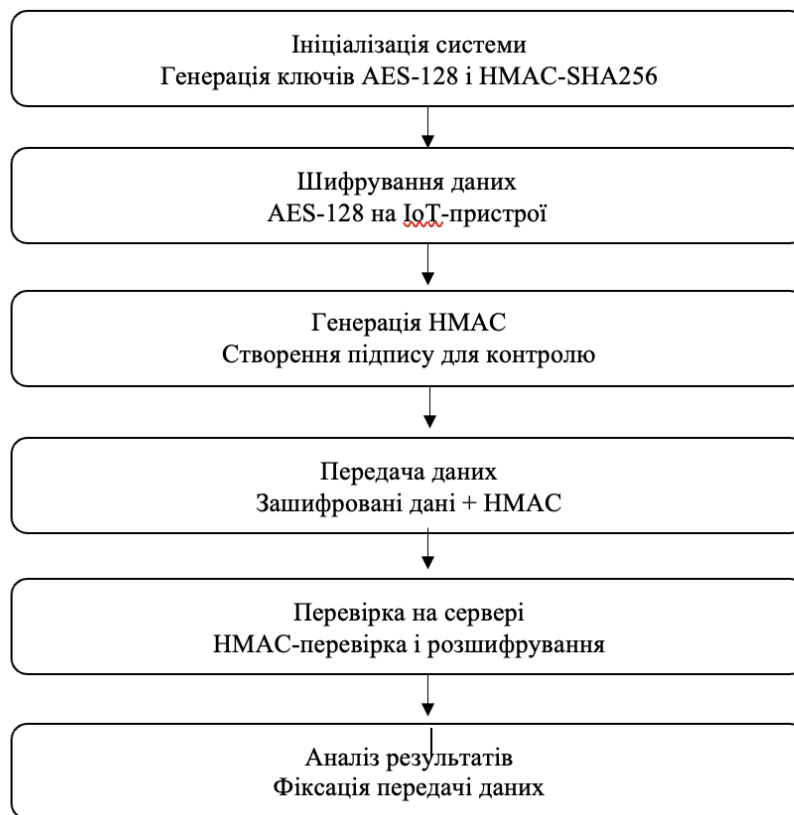 Ініціалізація системи
Генерація ключів AES-128 і HMAC-SHA256
Шифрування даних
AES-128 на IoT-пристрої
Генерація HMAC
Створення підпису для контролю
Передача даних
Зашифровані дані + HMAC
Перевірка на сервері
HMAC-перевірка і розшифрування
Аналіз результатів
Фіксація передачі даних